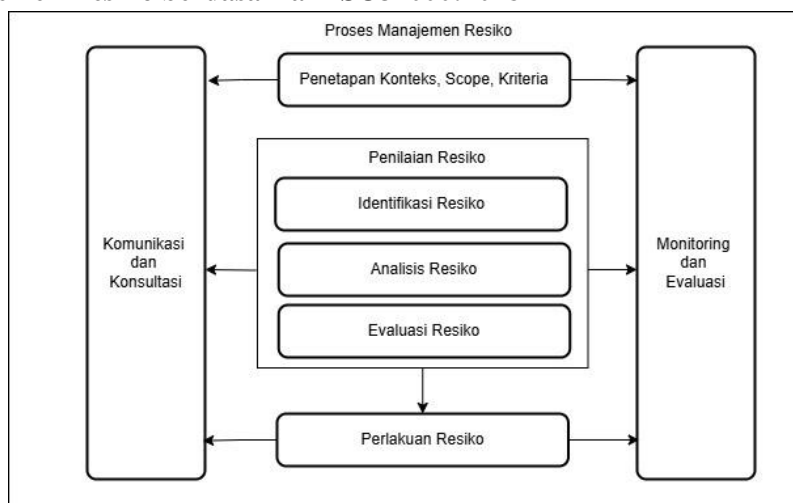 Proses Manajemen Resiko
Penetapan Konteks, Scope, Kriteria
Penilaian Resiko
Identifikasi Resiko
Analisis Resiko
Evaluasi Resiko
Komunikasi
dan
Konsultasi
Monitoring
dan
Evaluasi
Perlakuan Resiko